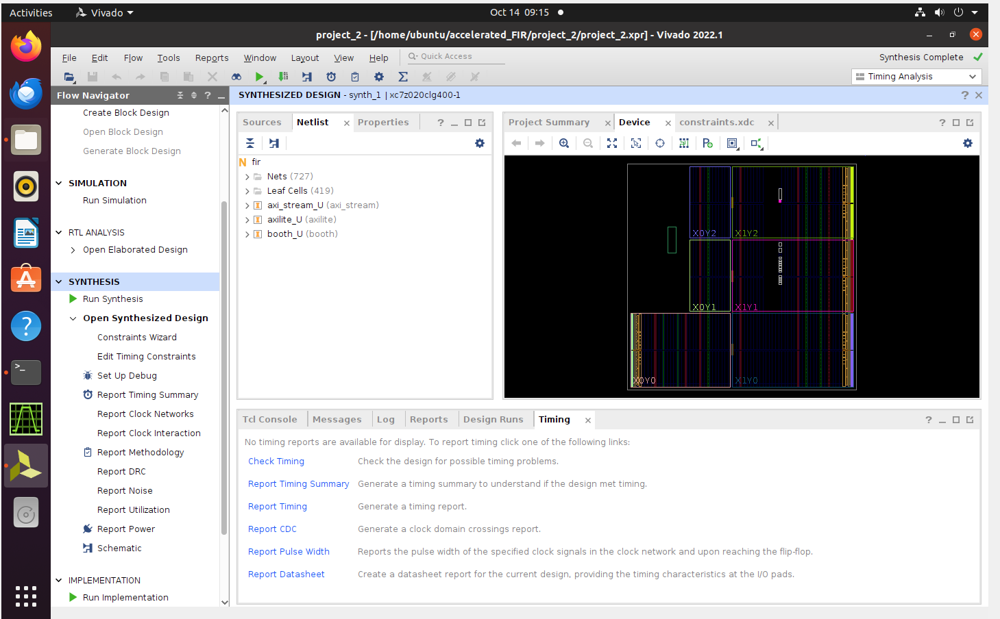 Activities Vivado Oct 14 09:15
project_2 - [/home/ubuntu/accelerated_FIR/project_2/project_2.xpr] - Vivado 2022.1
File Edit Flow Tools Reports Window Layout View Help Quick Access Synthesis Complete
Timing Analysis
Flow Navigator
Create Block Design
Open Block Design
Generate Block Design
SIMULATION
Run Simulation
RTL ANALYSIS
Open Elaborated Design
SYNTHESIS
Run Synthesis
Open Synthesized Design
Constraints Wizard
Edit Timing Constraints
Set Up Debug
Report Timing Summary
Report Clock Networks
Report Clock Interaction
Report Methodology
Report DRC
Report Noise
Report Utilization
Report Power
Schematic
IMPLEMENTATION
Run Implementation
SYNTHESIZED DESIGN - synth_1 | xc7z020clg400-1
Sources Netlist Properties
N fir
Nets (727)
Leaf Cells (419)
axi_stream_U (axi_stream)
axilite_U (axilite)
booth_U (booth)
Project Summary Device constraints.xdc
X0Y2 X1Y2
X0Y1 X1Y1
X0Y0 X1Y0
Tcl Console Messages Log Reports Design Runs Timing
No timing reports are available for display. To report timing click one of the following links:
Check Timing Check the design for possible timing problems.
Report Timing Summary Generate a timing summary to understand if the design met timing.
Report Timing Generate a timing report.
Report CDC Generate a clock domain crossings report.
Report Pulse Width Reports the pulse width of the specified clock signals in the clock network and upon reaching the flip-flop.
Report Datasheet Create a datasheet report for the current design, providing the timing characteristics at the I/O pads.